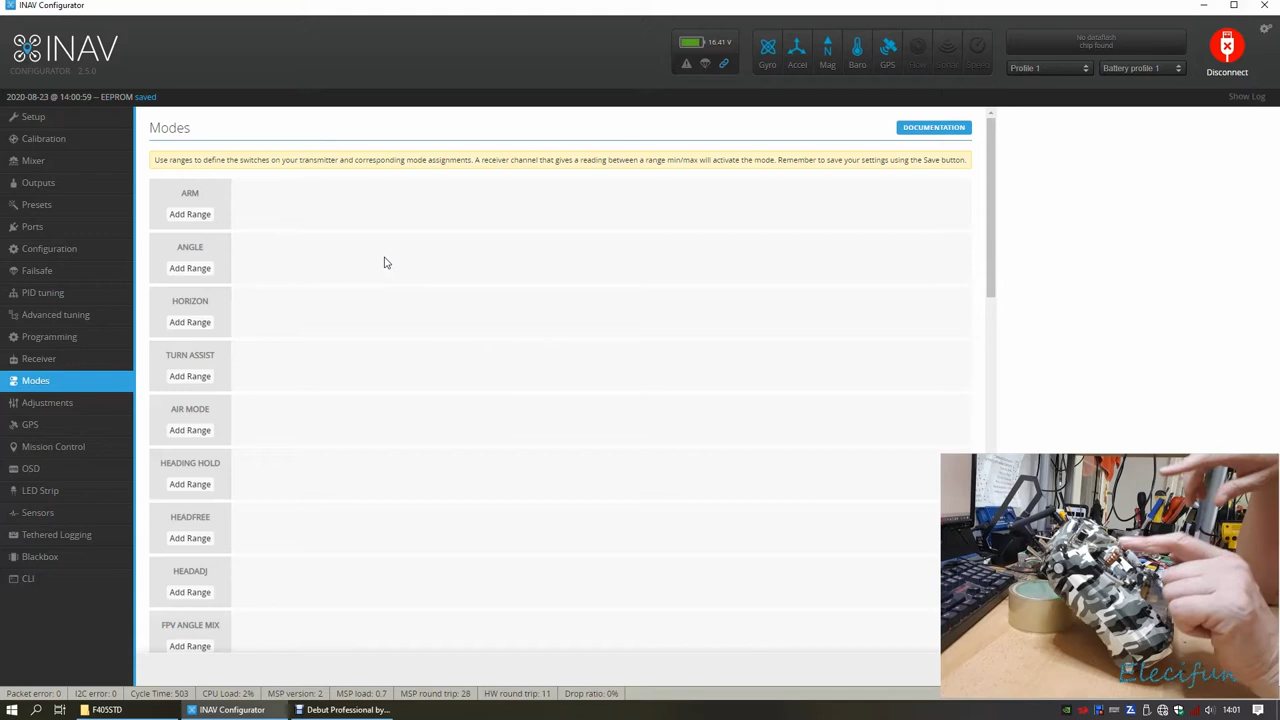 INAV Configurator
INAV
CONFIGURATOR 2.5.0
16.41 V
Gyro Accel Mag Baro GPS Flow Sonar Speed
No dataflash
chip found
Profile 1
Battery profile 1
Disconnect
2020-08-23 @ 14:00:59 -- EEPROM saved
Show Log
Setup
Calibration
Mixer
Outputs
Presets
Ports
Configuration
Failsafe
PID tuning
Advanced tuning
Programming
Receiver
Modes
Adjustments
GPS
Mission Control
OSD
LED Strip
Sensors
Tethered Logging
Blackbox
CLI
Modes
DOCUMENTATION
Use ranges to define the switches on your transmitter and corresponding mode assignments. A receiver channel that gives a reading between a range min/max will activate the mode. Remember to save your settings using the Save button.
ARM
Add Range
ANGLE
Add Range
HORIZON
Add Range
TURN ASSIST
Add Range
AIR MODE
Add Range
HEADING HOLD
Add Range
HEADFREE
Add Range
HEADADJ
Add Range
FPV ANGLE MIX
Add Range
Elecifun
Packet error: 0 I2C error: 0 Cycle Time: 503 CPU Load: 2% MSP version: 2 MSP load: 0.7 MSP round trip: 28 HW round trip: 11 Drop ratio: 0%
F405STD
INAV Configurator
Debut Professional by...
14:01